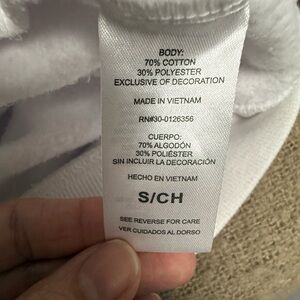 BODY:
70% COTTON
30% POLYESTER
EXCLUSIVE OF DECORATION
MADE IN VIETNAM
RN#30-0126356
CUERPO:
70% ALGODÓN
30% POLIÉSTER
SIN INCLUIR LA DECORACIÓN
HECHO EN VIETNAM
S/CH
SEE REVERSE FOR CARE
VER CUIDADOS AL DORSO